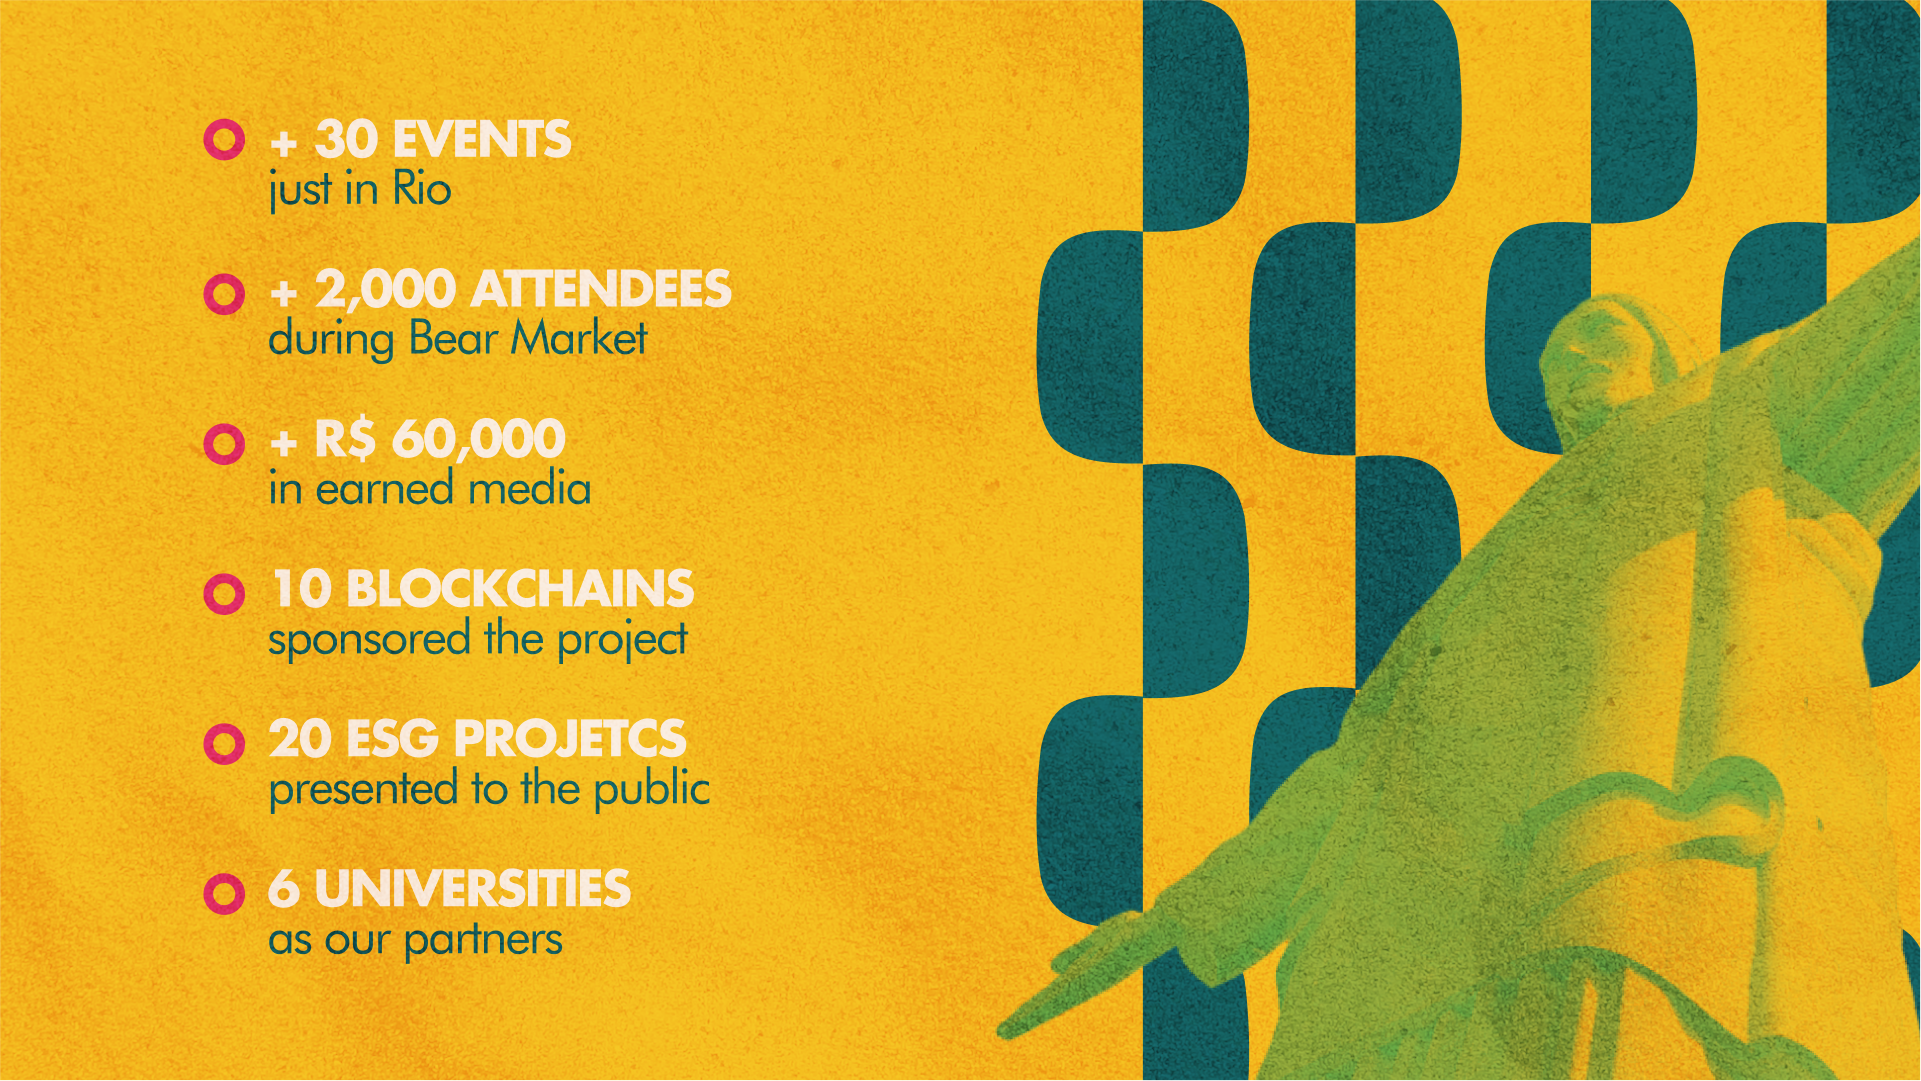 + 30 EVENTS
just in Rio
+ 2,000 ATTENDEES
during Bear Market
+ R$ 60,000
in earned media
10 BLOCKCHAINS
sponsored the project
20 ESG PROJETCS
presented to the public
6 UNIVERSITIES
as our partners